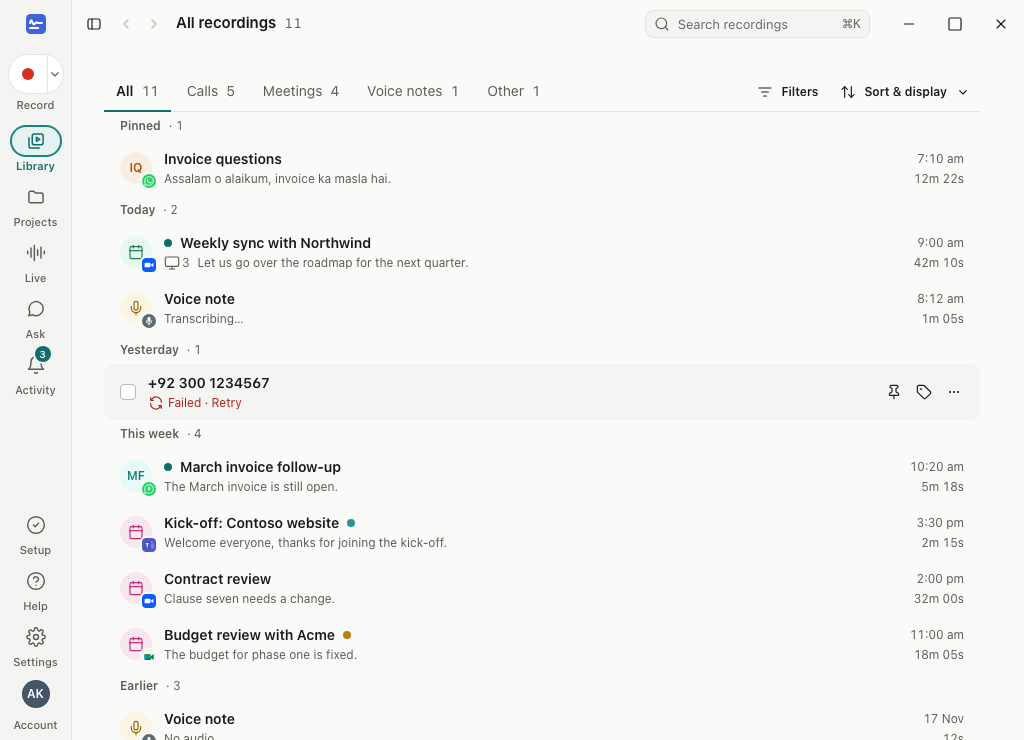 All recordings 11
Search recordings ⌘K
Record
Library
Projects
Live
Ask
3
Activity
Setup
Help
Settings
AK
Account
All 11 Calls 5 Meetings 4 Voice notes 1 Other 1
Filters Sort & display
Pinned · 1
IQ Invoice questions 7:10 am
Assalam o alaikum, invoice ka masla hai. 12m 22s
Today · 2
Weekly sync with Northwind 9:00 am
3 Let us go over the roadmap for the next quarter. 42m 10s
Voice note 8:12 am
Transcribing... 1m 05s
Yesterday · 1
+92 300 1234567
Failed · Retry
This week · 4
MF March invoice follow-up 10:20 am
The March invoice is still open. 5m 18s
Kick-off: Contoso website 3:30 pm
Welcome everyone, thanks for joining the kick-off. 2m 15s
Contract review 2:00 pm
Clause seven needs a change. 32m 00s
Budget review with Acme 11:00 am
The budget for phase one is fixed. 18m 05s
Earlier · 3
Voice note 17 Nov
No audio 12s